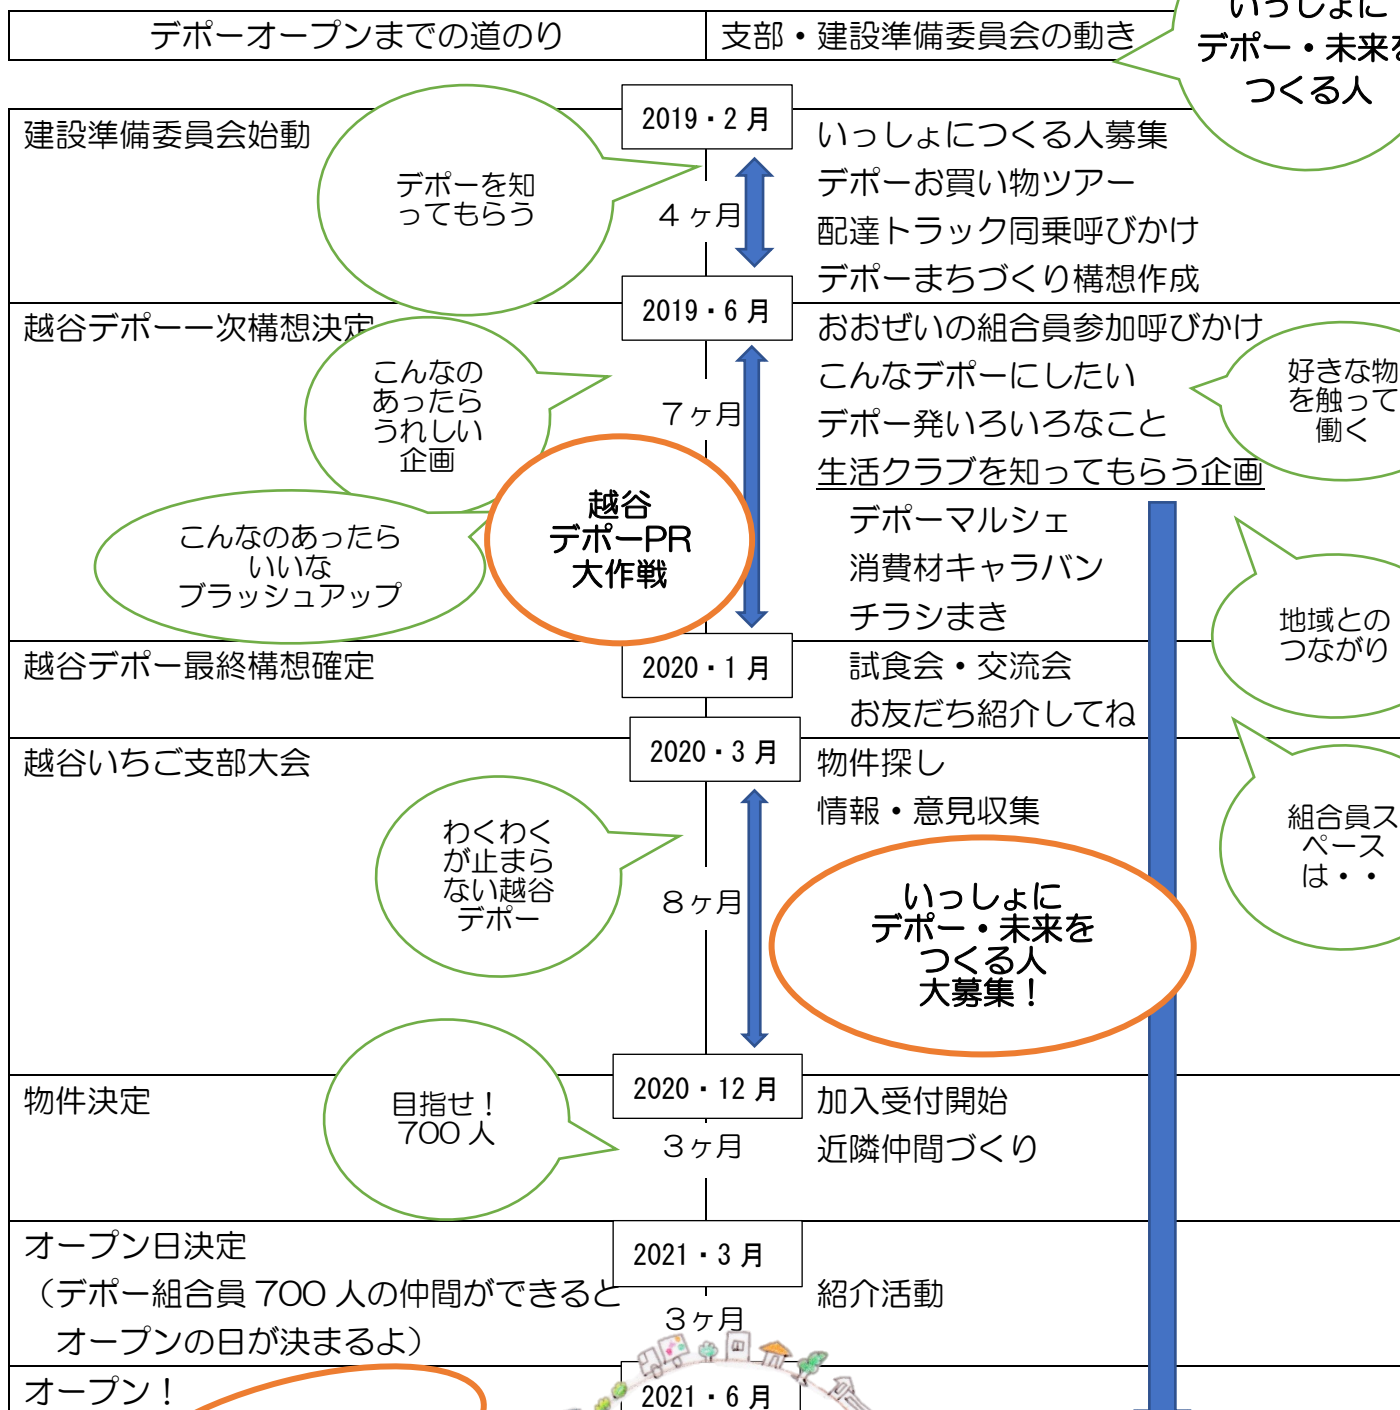 デポーオープンまでの道のり
支部・建設準備委員会の動き
いっしょに
デポー・未来を
つくる人
2019・2月
建設準備委員会始動
デポーを知
ってもらう
4ヶ月
いっしょにつくる人募集
デポーお買い物ツアー
配達トラック同乗呼びかけ
デポーまちづくり構想作成
2019・6月
越谷デポー一次構想決定
こんなの
あったら
うれしい
企画
7ヶ月
こんなのあったら
いいな
ブラッシュアップ
越谷
デポーPR
大作戦
おおぜいの組合員参加呼びかけ
こんなデポーにしたい
デポー発いろいろなこと
生活クラブを知ってもらう企画
デポーマルシェ
消費材キャラバン
チラシまき
好きな物
を触って
働く
地域との
つながり
2020・1月
越谷デポー最終構想確定
試食会・交流会
お友だち紹介してね
2020・3月
越谷いちご支部大会
わくわく
が止まら
ない越谷
デポー
8ヶ月
物件探し
情報・意見収集
いっしょに
デポー・未来を
つくる人
大募集！
組合員ス
ペース
は・・
2020・12月
物件決定
目指せ！
700人
3ヶ月
加入受付開始
近隣仲間づくり
2021・3月
オープン日決定
（デポー組合員700人の仲間ができると
オープンの日が決まるよ）
3ヶ月
紹介活動
2021・6月
オープン！